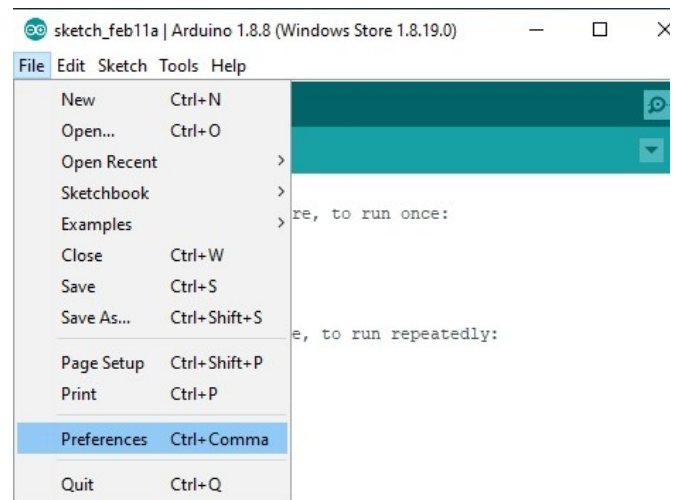 sketch_feb11a | Arduino 1.8.8 (Windows Store 1.8.19.0)
File Edit Sketch Tools Help
New Ctrl+N
Open... Ctrl+O
Open Recent
Sketchbook
Examples
re, to run once:
Close Ctrl+W
Save Ctrl+S
Save As... Ctrl+Shift+S
e, to run repeatedly:
Page Setup Ctrl+Shift+P
Print Ctrl+P
Preferences Ctrl+Comma
Quit Ctrl+Q